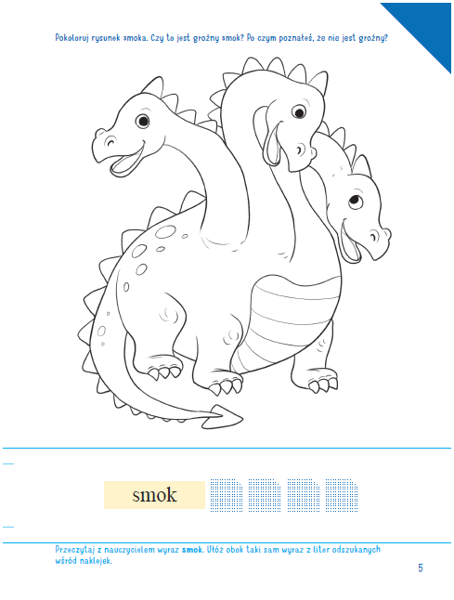 Pokoloruj rysunek smoka. Czy to jest groźny smok? Po czym poznałeś, że nie jest groźny?
smok
Przeczytaj z nauczycielem wyraz smok. Ułóż obok taki sam wyraz z liter odszukanych
wśród naklejek.
5